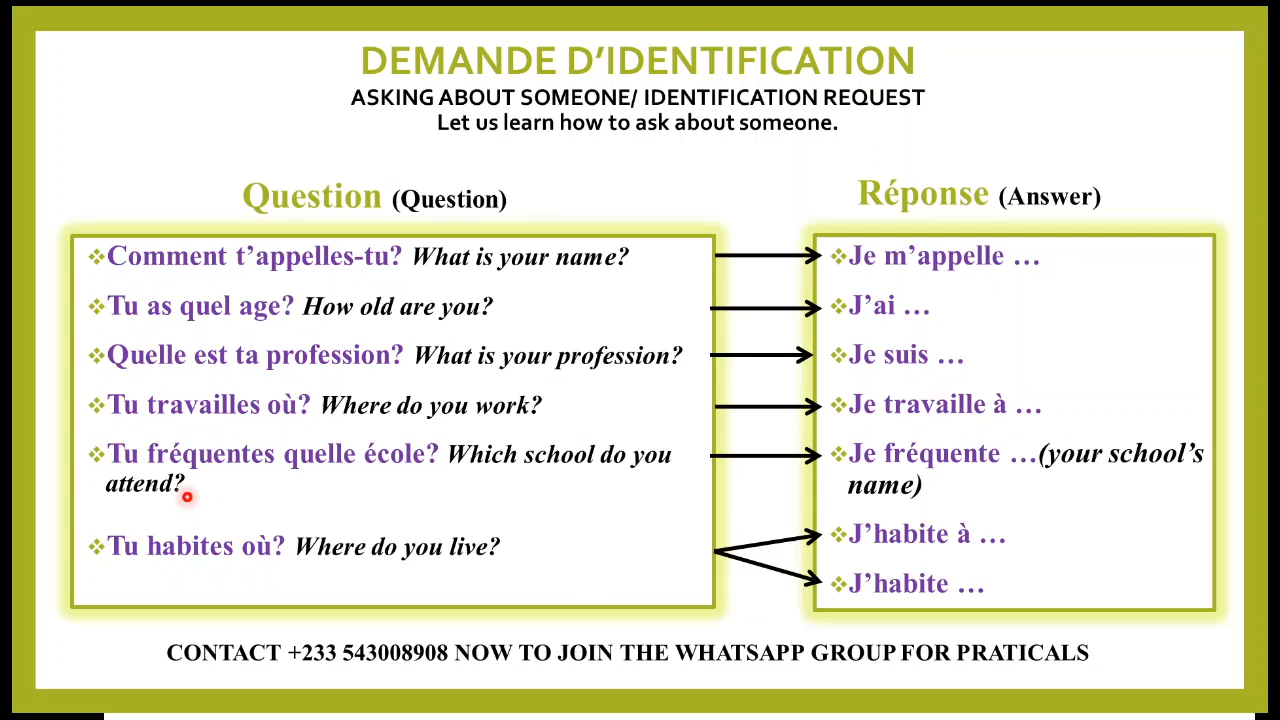 DEMANDE D’IDENTIFICATION
ASKING ABOUT SOMEONE/ IDENTIFICATION REQUEST
Let us learn how to ask about someone.
Question (Question)
❖Comment t’appelles-tu? What is your name?
❖Tu as quel age? How old are you?
❖Quelle est ta profession? What is your profession?
❖Tu travailles où? Where do you work?
❖Tu fréquentes quelle école? Which school do you
attend?
❖Tu habites où? Where do you live?
Réponse (Answer)
❖Je m’appelle …
❖J’ai …
❖Je suis …
❖Je travaille à …
❖Je fréquente …(your school’s
name)
❖J’habite à …
❖J’habite …
CONTACT +233 543008908 NOW TO JOIN THE WHATSAPP GROUP FOR PRATICALS